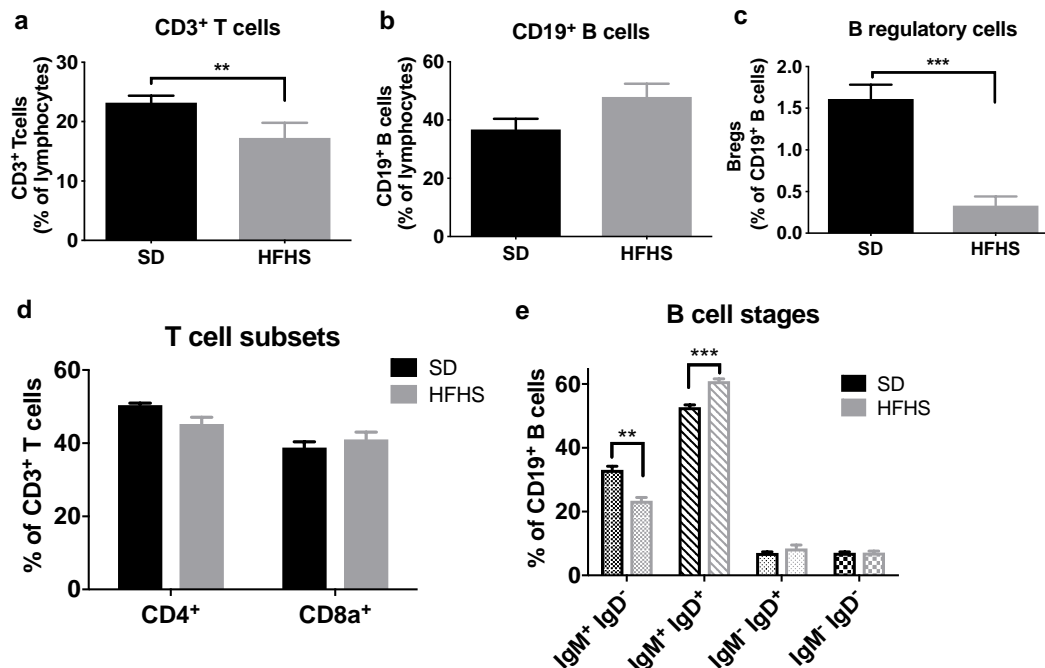 a
CD3⁺ T cells
CD3⁺ Tcells
(% of lymphocytes)
30
20
10
0
**
SD
HFHS
b
CD19⁺ B cells
CD19⁺ B cells
(% of lymphocytes)
60
40
20
0
SD
HFHS
c
B regulatory cells
Bregs
(% of CD19⁺ B cells)
2.0
1.5
1.0
0.5
0.0
***
SD
HFHS
d
T cell subsets
% of CD3⁺ T cells
60
40
20
0
SD
HFHS
CD4⁺
CD8a⁺
e
B cell stages
% of CD19⁺ B cells
60
40
20
0
**
***
SD
HFHS
IgM⁺ IgD⁻
IgM⁺ IgD⁺
IgM⁻ IgD⁺
IgM⁻ IgD⁻